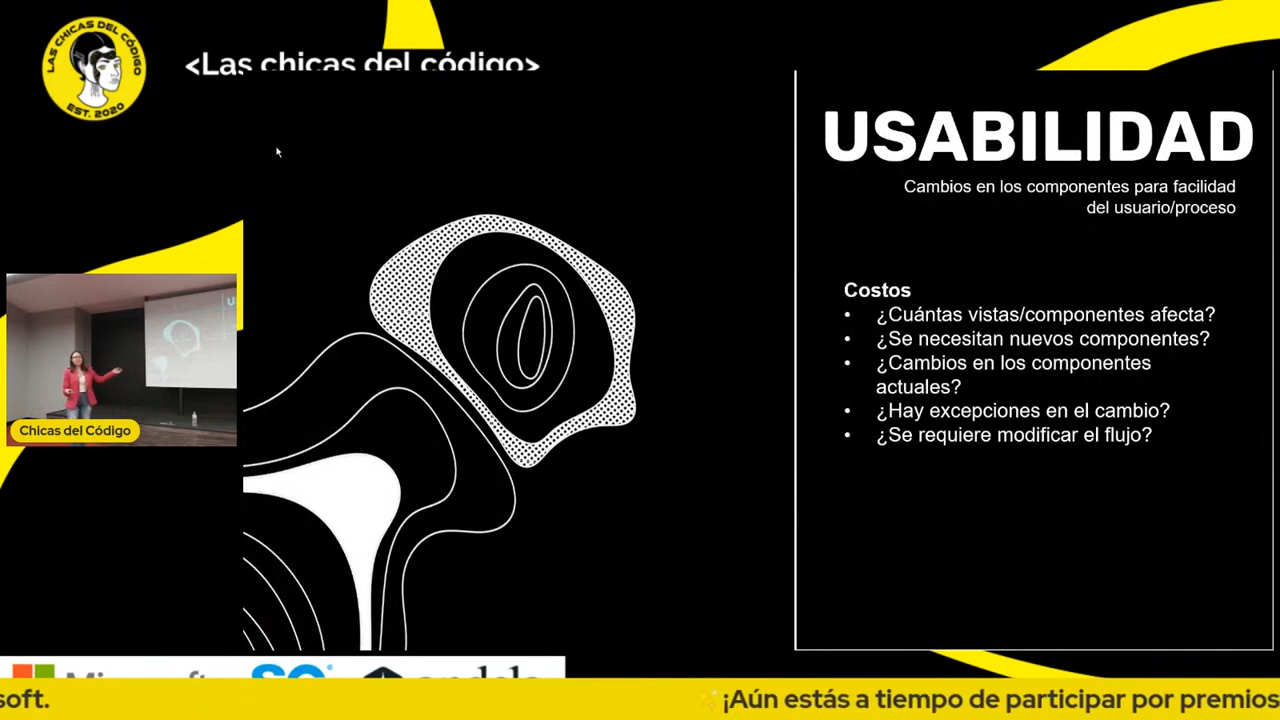 LAS CHICAS DEL CÓDIGO
EST. 2020
<Las chicas del código>
USABILIDAD
Cambios en los componentes para facilidad
del usuario/proceso
Costos
• ¿Cuántas vistas/componentes afecta?
• ¿Se necesitan nuevos componentes?
• ¿Cambios en los componentes
actuales?
• ¿Hay excepciones en el cambio?
• ¿Se requiere modificar el flujo?
Chicas del Código
Microsoft
soft.
¡Aún estás a tiempo de participar por premios